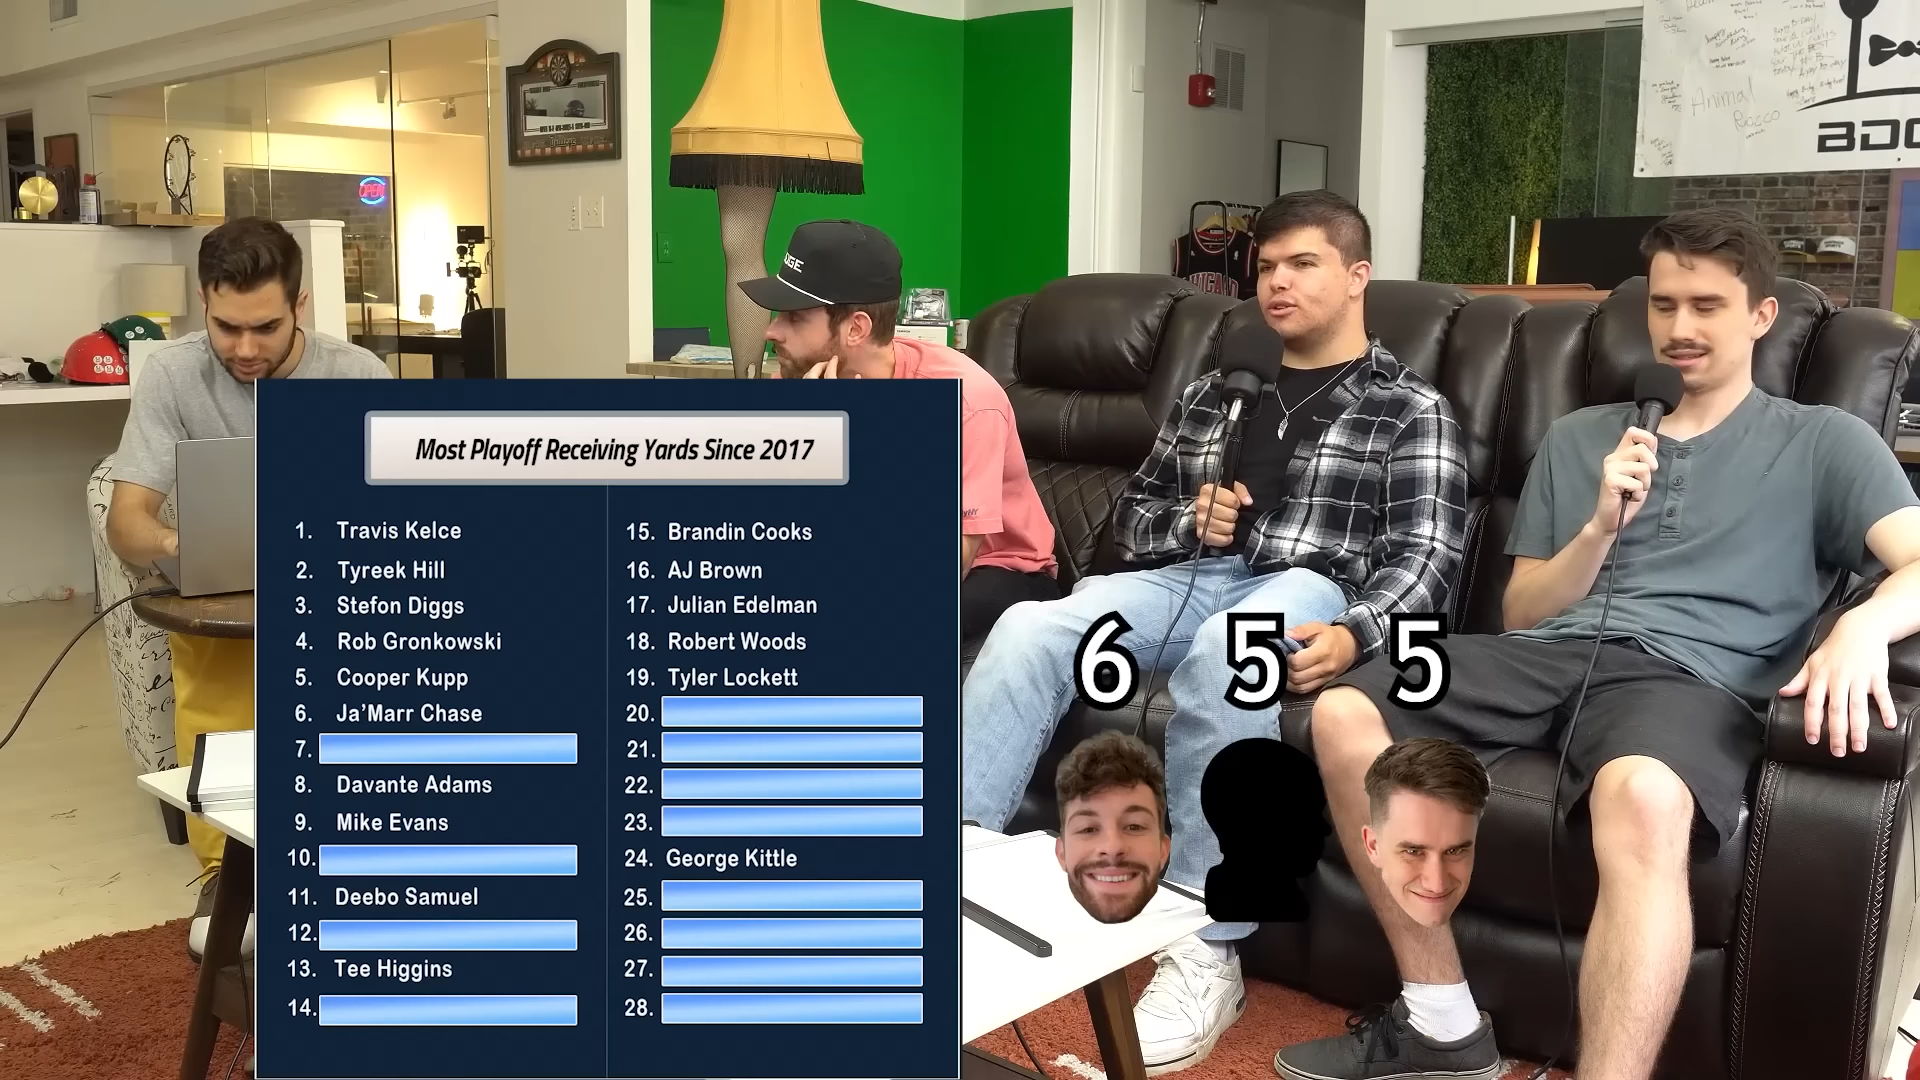 OPEN
UGE
Animal
Rocco
BDG
CHICAGO
Most Playoff Receiving Yards Since 2017
1. Travis Kelce
2. Tyreek Hill
3. Stefon Diggs
4. Rob Gronkowski
5. Cooper Kupp
6. Ja'Marr Chase
7.
8. Davante Adams
9. Mike Evans
10.
11. Deebo Samuel
12.
13. Tee Higgins
14.
15. Brandin Cooks
16. AJ Brown
17. Julian Edelman
18. Robert Woods
19. Tyler Lockett
20.
21.
22.
23.
24. George Kittle
25.
26.
27.
28.
6 5 5